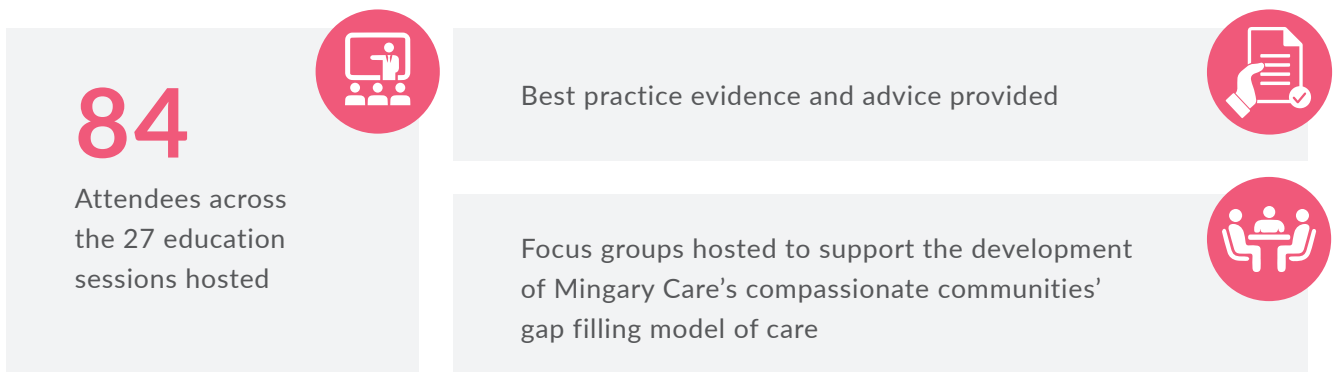 84
Attendees across
the 27 education
sessions hosted
Best practice evidence and advice provided
Focus groups hosted to support the development
of Mingary Care’s compassionate communities’
gap filling model of care